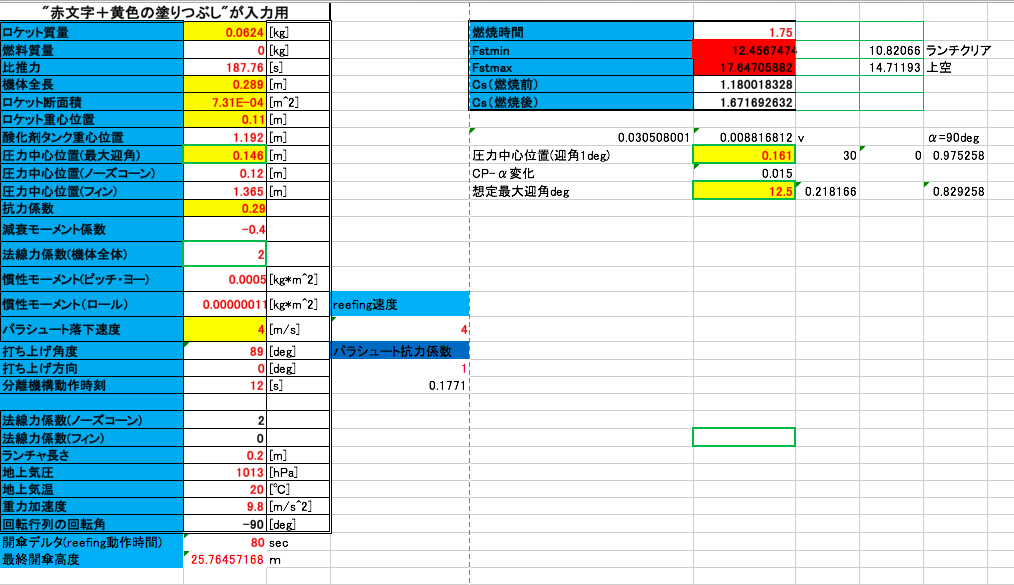 "赤文字＋黄色の塗りつぶし"が入力用
ロケット質量 0.0624 [kg] 燃焼時間 1.75
燃料質量 0 [kg] Fstmin 12.4567474 10.82066 ランチクリア
比推力 187.76 [s] Fstmax 17.64705882 14.71193 上空
機体全長 0.289 [m] Cs（燃焼前） 1.180018328
ロケット断面積 7.31E-04 [m^2] Cs（燃焼後） 1.671692632
ロケット重心位置 0.11 [m]
酸化剤タンク重心位置 1.192 [m] 0.030508001 0.008816812 v α=90deg
圧力中心位置(最大迎角) 0.146 [m] 圧力中心位置(迎角1deg) 0.161 30 0 0.975258
圧力中心位置(ノーズコーン) 0.12 [m] CP-α変化 0.015
圧力中心位置(フィン) 1.365 [m] 想定最大迎角deg 12.5 0.218166 0.829258
抗力係数 0.29
減衰モーメント係数 -0.4
法線力係数(機体全体) 2
慣性モーメント(ピッチ・ヨー) 0.0005 [kg*m^2]
慣性モーメント(ロール) 0.00000011 [kg*m^2] reefing速度
パラシュート落下速度 4 [m/s] 4
打ち上げ角度 89 [deg] パラシュート抗力係数
打ち上げ方向 0 [deg] 1
分離機構動作時刻 12 [s] 0.1771
法線力係数(ノーズコーン) 2
法線力係数(フィン) 0
ランチャ長さ 0.2 [m]
地上気圧 1013 [hPa]
地上気温 20 [℃]
重力加速度 9.8 [m/s^2]
回転行列の回転角 -90 [deg]
開傘デルタ(reefing動作時間) 80 sec
最終開傘高度 25.76457168 m